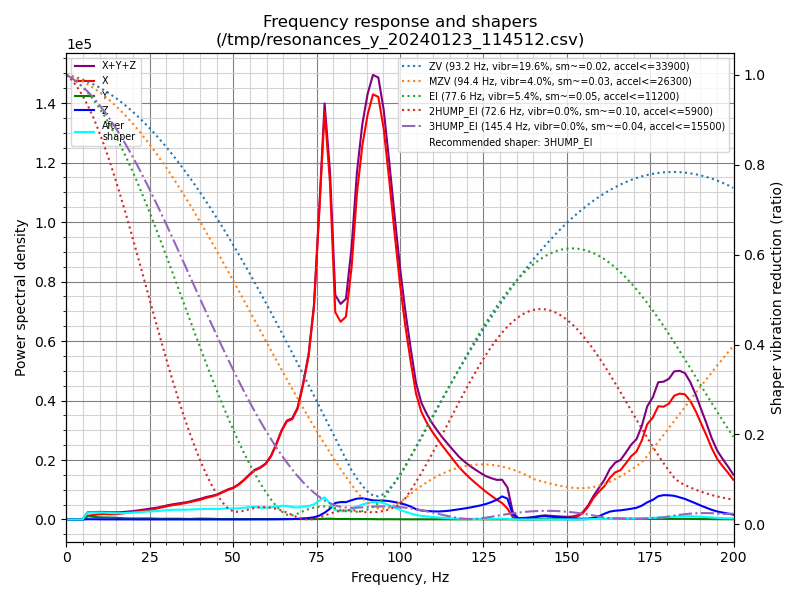 Frequency response and shapers
(/tmp/resonances_y_20240123_114512.csv)
1e5
X+Y+Z
X
Y
Z
After
shaper
ZV (93.2 Hz, vibr=19.6%, sm~=0.02, accel<=33900)
MZV (94.4 Hz, vibr=4.0%, sm~=0.03, accel<=26300)
EI (77.6 Hz, vibr=5.4%, sm~=0.05, accel<=11200)
2HUMP_EI (72.6 Hz, vibr=0.0%, sm~=0.10, accel<=5900)
3HUMP_EI (145.4 Hz, vibr=0.0%, sm~=0.04, accel<=15500)
Recommended shaper: 3HUMP_EI
Power spectral density
1.4
1.2
1.0
0.8
0.6
0.4
0.2
0.0
1.0
0.8
0.6
0.4
0.2
0.0
Shaper vibration reduction (ratio)
0 25 50 75 100 125 150 175 200
Frequency, Hz